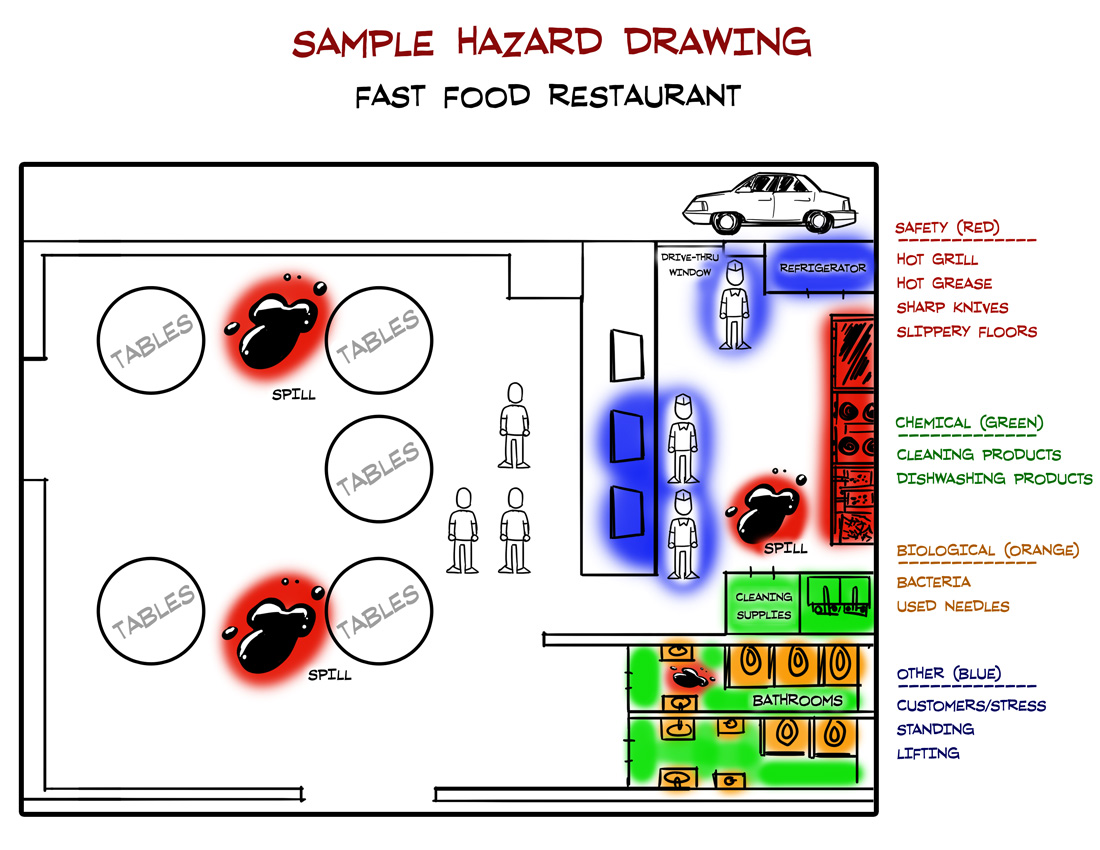 SAMPLE HAZARD DRAWING
FAST FOOD RESTAURANT
DRIVE-THRU
WINDOW
REFRIGERATOR
TABLES
TABLES
SPILL
TABLES
SPILL
CLEANING
SUPPLIES
TABLES
TABLES
SPILL
BATHROOMS
SAFETY (RED)
HOT GRILL
HOT GREASE
SHARP KNIVES
SLIPPERY FLOORS
CHEMICAL (GREEN)
CLEANING PRODUCTS
DISHWASHING PRODUCTS
BIOLOGICAL (ORANGE)
BACTERIA
USED NEEDLES
OTHER (BLUE)
CUSTOMERS/STRESS
STANDING
LIFTING